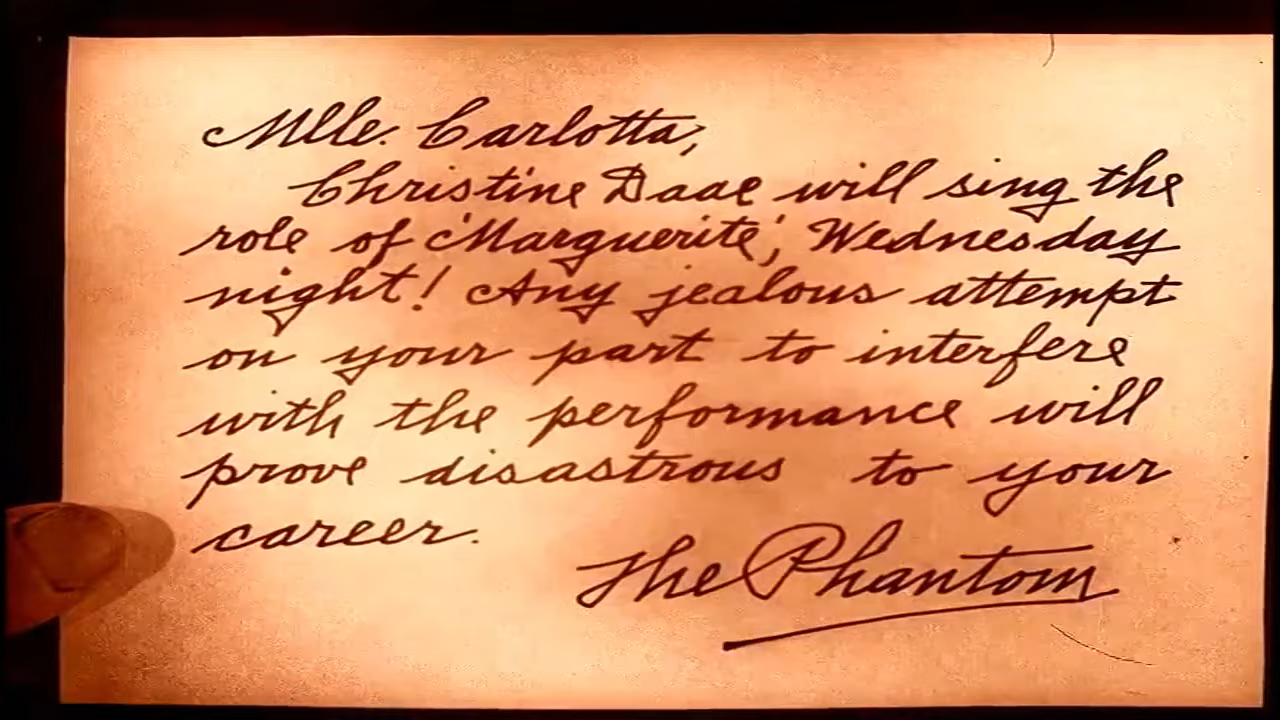 Mlle. Carlotta,
Christine Daae will sing the
role of 'Marguerite', Wednesday
night! Any jealous attempt
on your part to interfere
with the performance will
prove disastrous to your
career.
The Phantom